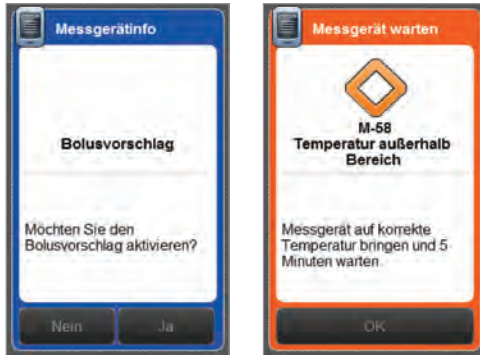 Messgerätinfo
Bolusvorschlag
Möchten Sie den
Bolusvorschlag aktivieren?
Nein
Ja
Messgerät warten
M-58
Temperatur außerhalb
Bereich
Messgerät auf korrekte
Temperatur bringen und 5
Minuten warten
OK